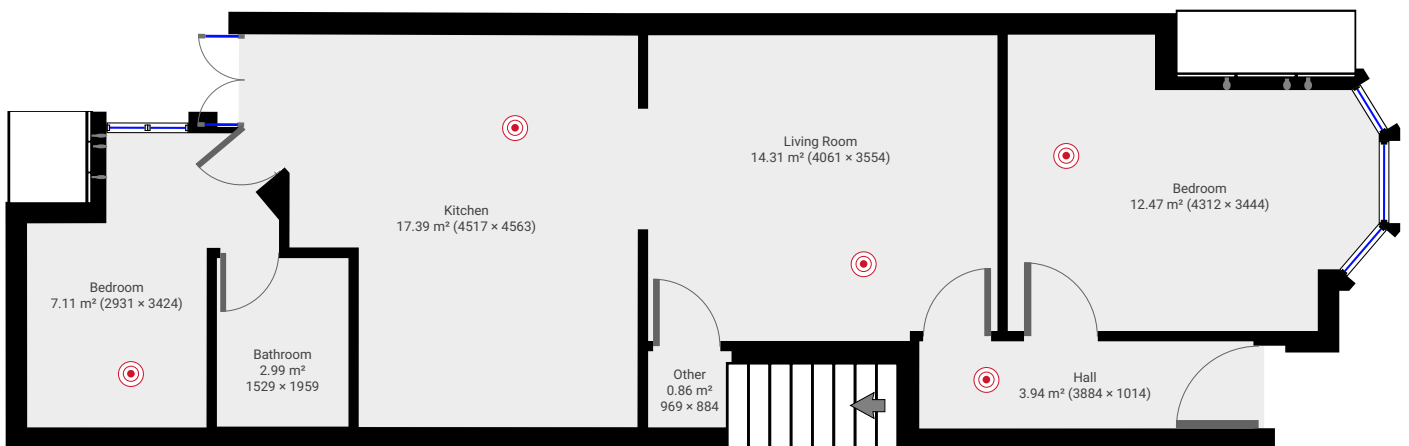 Living Room
14.31 m² (4061 × 3554)
Bedroom
12.47 m² (4312 × 3444)
Kitchen
17.39 m² (4517 × 4563)
Bedroom
7.11 m² (2931 × 3424)
Bathroom
2.99 m²
1529 × 1959
Other
0.86 m²
969 × 884
Hall
3.94 m² (3884 × 1014)